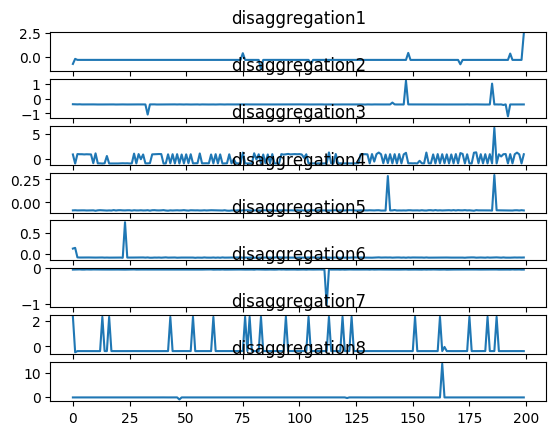 disaggregation1
2.5
0.0
disaggregation2
1
0
−1
disaggregation3
5
0
disaggregation4
0.25
0.00
disaggregation5
0.5
0.0
disaggregation6
0
−1
disaggregation7
2
0
disaggregation8
10
0
0 25 50 75 100 125 150 175 200